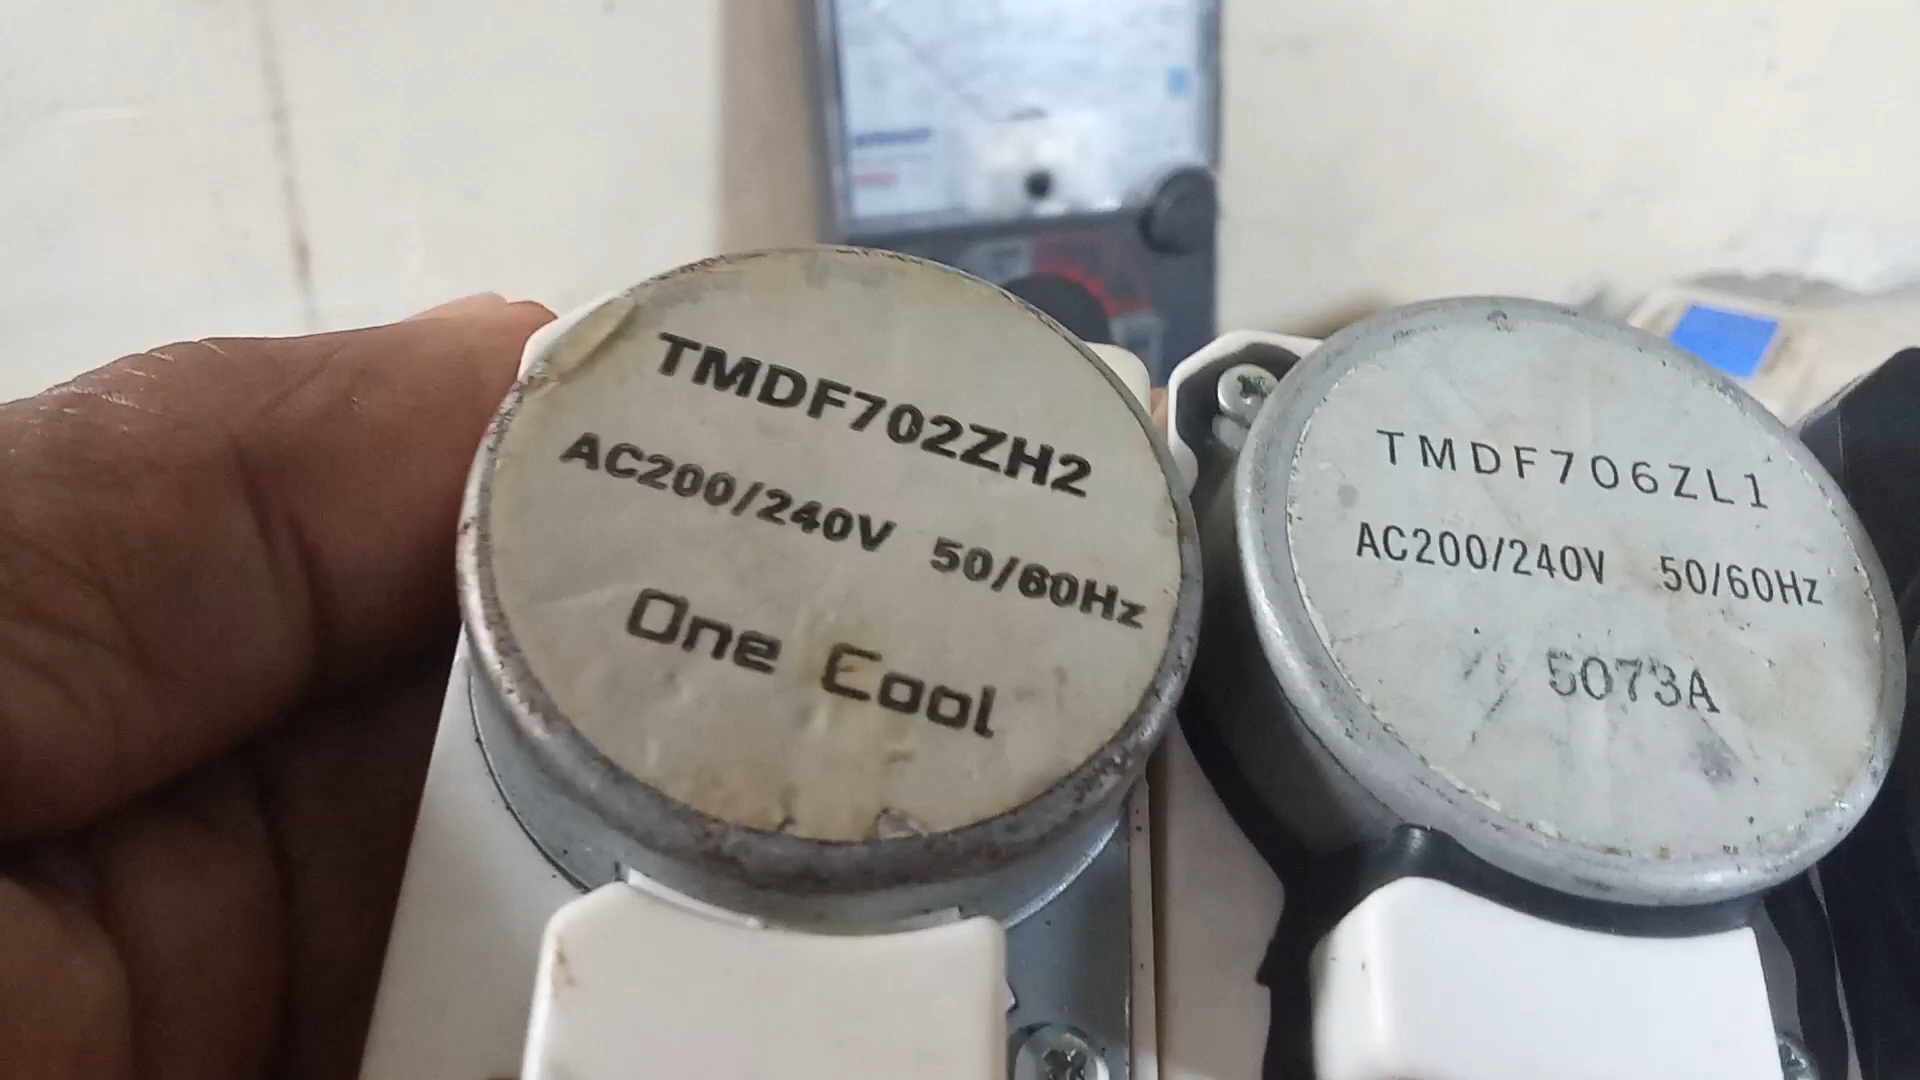 TMDF702ZH2
AC200/240V 50/60Hz
One Cool
TMDF706ZL1
AC200/240V 50/60Hz
5073A